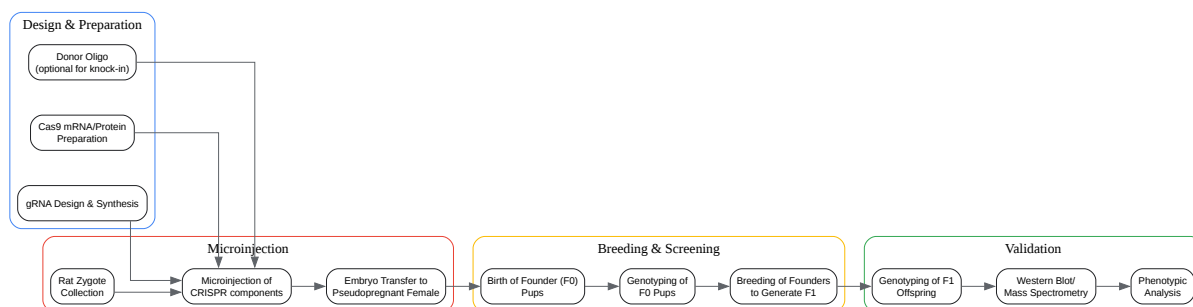 Design & Preparation
Donor Oligo
(optional for knock-in)
Cas9 mRNA/Protein
Preparation
gRNA Design & Synthesis
Microinjection
Rat Zygote
Collection
Microinjection of
CRISPR components
Embryo Transfer to
Pseudopregnant Female
Breeding & Screening
Birth of Founder (F0)
Pups
Genotyping of
F0 Pups
Breeding of Founders
to Generate F1
Validation
Genotyping of F1
Offspring
Western Blot/
Mass Spectrometry
Phenotypic
Analysis